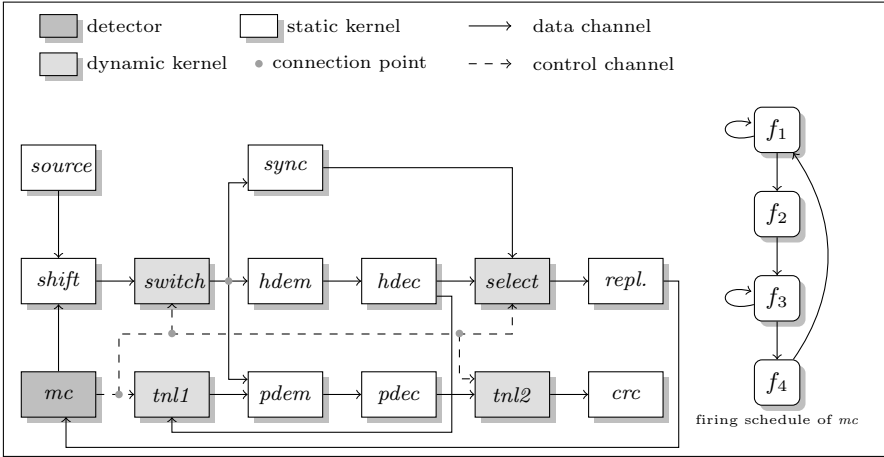 detector static kernel data channel
dynamic kernel connection point control channel
source sync
shift switch hdem hdec select repl.
mc tnl1 pdem pdec tnl2 crc
f1
f2
f3
f4
firing schedule of mc